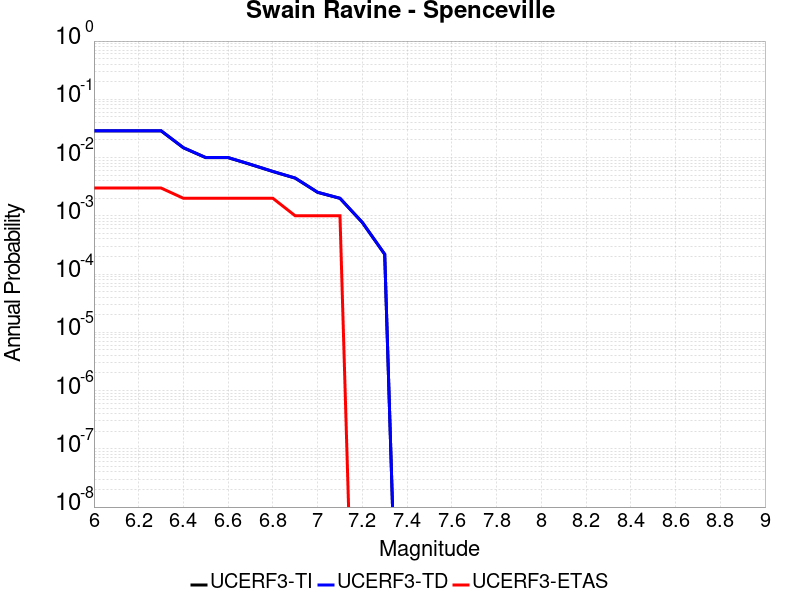 Swain Ravine - Spenceville
10^0
10^-1
10^-2
10^-3
10^-4
10^-5
10^-6
10^-7
10^-8
Annual Probability
6 6.2 6.4 6.6 6.8 7 7.2 7.4 7.6 7.8 8 8.2 8.4 8.6 8.8 9
Magnitude
UCERF3-TI UCERF3-TD UCERF3-ETAS